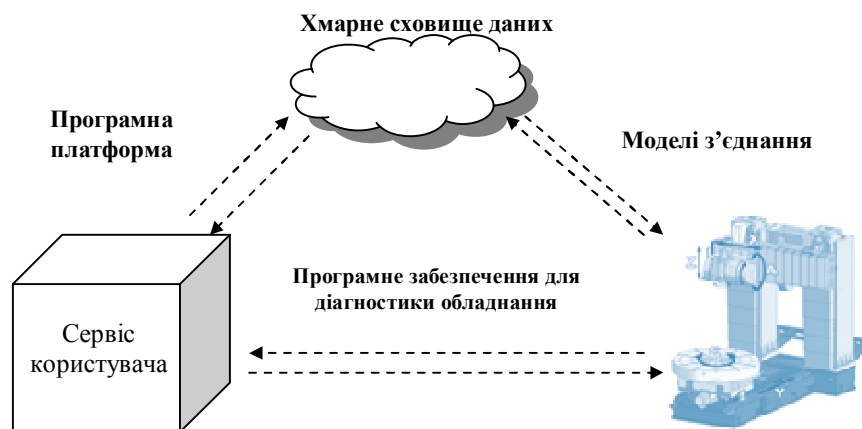 Хмарне сховище даних
Програмна
платформа
Моделі з’єднання
Програмне забезпечення для
діагностики обладнання
Сервіс
користувача